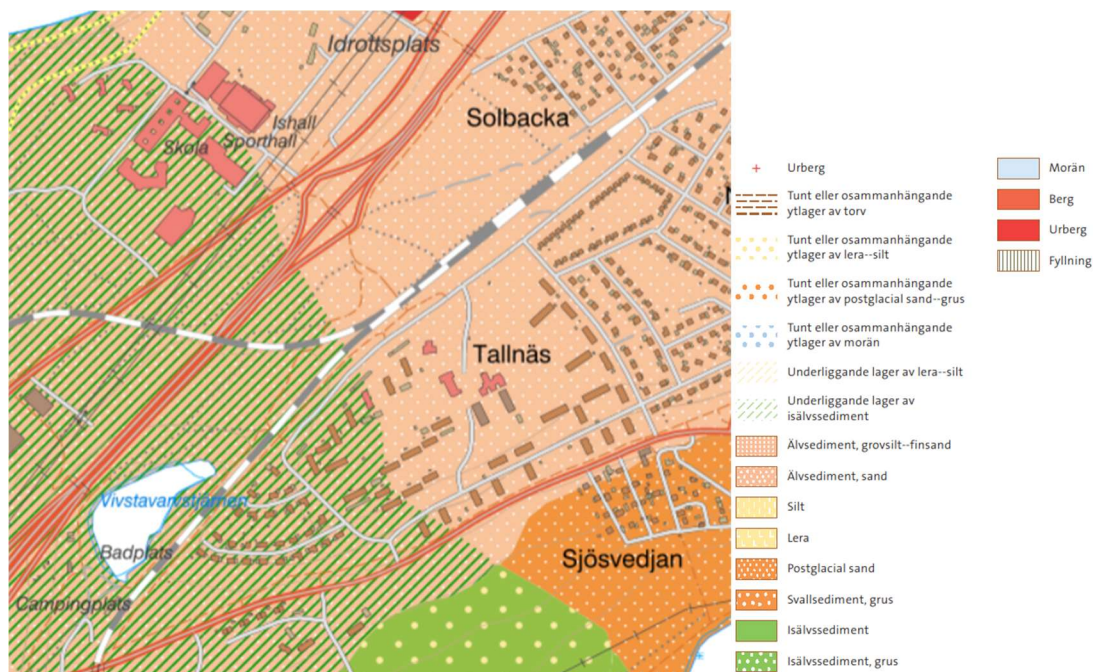 Idrottsplats
Solbacka
Ishall
Sporthall
Skola
Tallnäs
Vivstavarvstjärnen
Badplats
Sjösvedjan
Campingplats
Urberg
Tunt eller osammanhängande
ytlager av torv
Tunt eller osammanhängande
ytlager av lera--silt
Tunt eller osammanhängande
ytlager av postglacial sand--grus
Tunt eller osammanhängande
ytlager av morän
Underliggande lager av lera--silt
Underliggande lager av
isälvssediment
Älvsediment, grovsilt--finsand
Älvsediment, sand
Silt
Lera
Postglacial sand
Svallsediment, grus
Isälvssediment
Isälvssediment, grus
Morän
Berg
Urberg
Fyllning